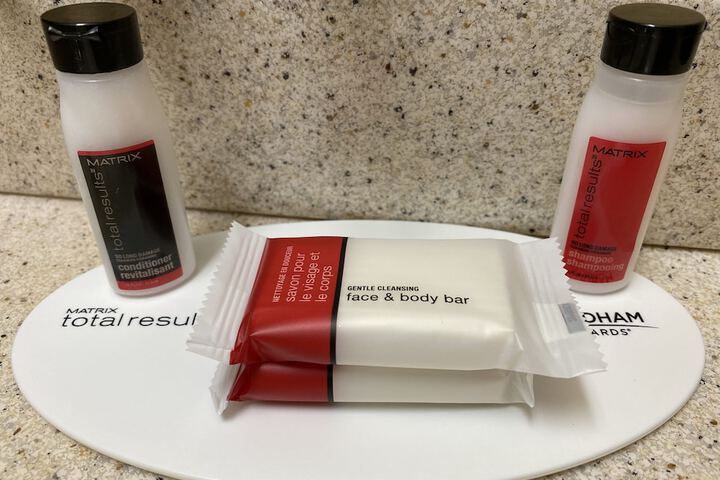 MATRIX
total results
SO LONG DAMAGE
conditioner
revitalisant
MATRIX
total results
SO LONG DAMAGE
shampoo
shampooing
NETTOYAGE EN DOUCEUR
savon pour
le visage et
le corps
GENTLE CLEANSING
face & body bar
MATRIX
total resul
DHAM
ARDS®